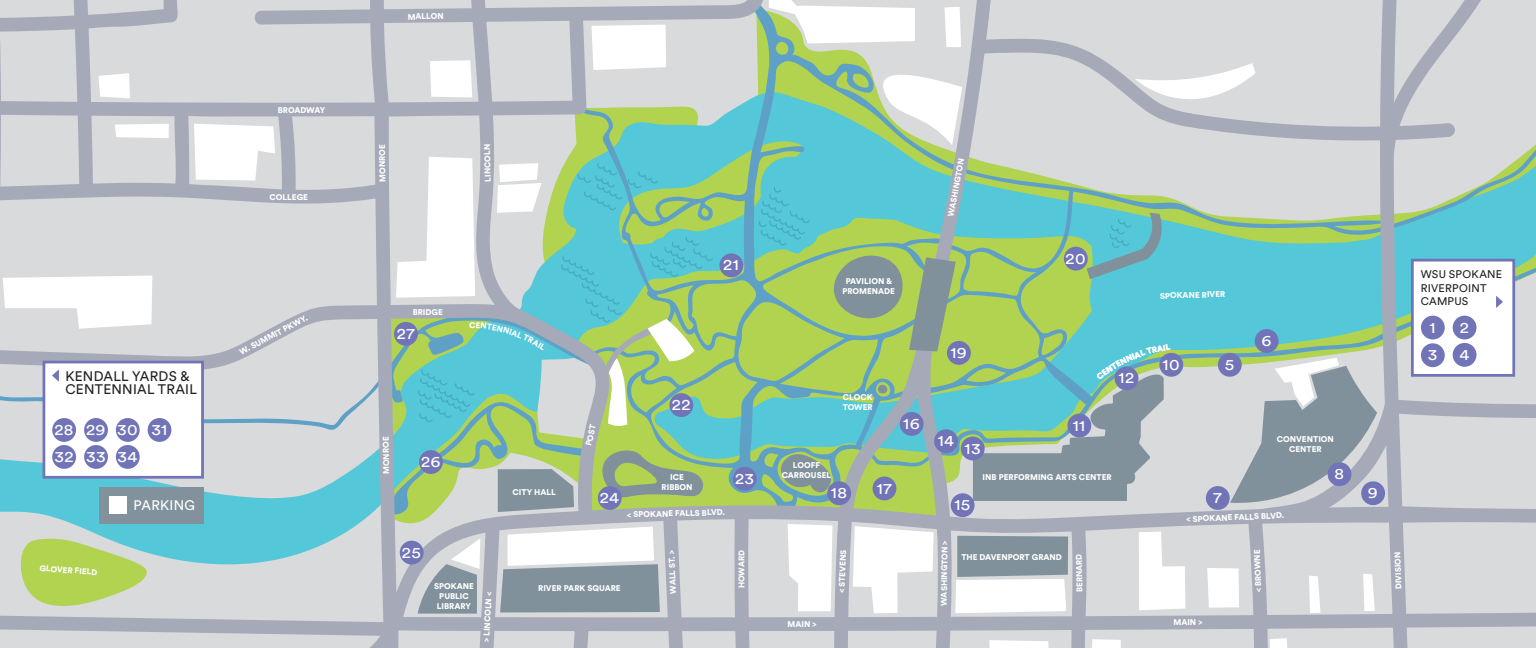 MALLON
BROADWAY
MONROE
LINCOLN
COLLEGE
WASHINGTON
21
20
PAVILION &
PROMENADE
SPOKANE RIVER
WSU SPOKANE
RIVERPOINT
CAMPUS
1 2
3 4
BRIDGE
CENTENNIAL TRAIL
W. SUMMIT PKWY.
27
6
5
10
12
CENTENNIAL TRAIL
19
KENDALL YARDS &
CENTENNIAL TRAIL
28 29 30 31
32 33 34
CLOCK
TOWER
22
16
11
14
13
POST
MONROE
26
CONVENTION
CENTER
LOOFF
CARROUSEL
ICE
RIBBON
INB PERFORMING ARTS CENTER
23
8
CITY HALL
24
18
17
9
7
15
PARKING
< SPOKANE FALLS BLVD.
< SPOKANE FALLS BLVD.
25
GLOVER FIELD
SPOKANE
PUBLIC
LIBRARY
> LINCOLN <
RIVER PARK SQUARE
WALL ST. >
HOWARD
< STEVENS
WASHINGTON >
THE DAVENPORT GRAND
BERNARD
< BROWNE
DIVISION
MAIN >
MAIN >